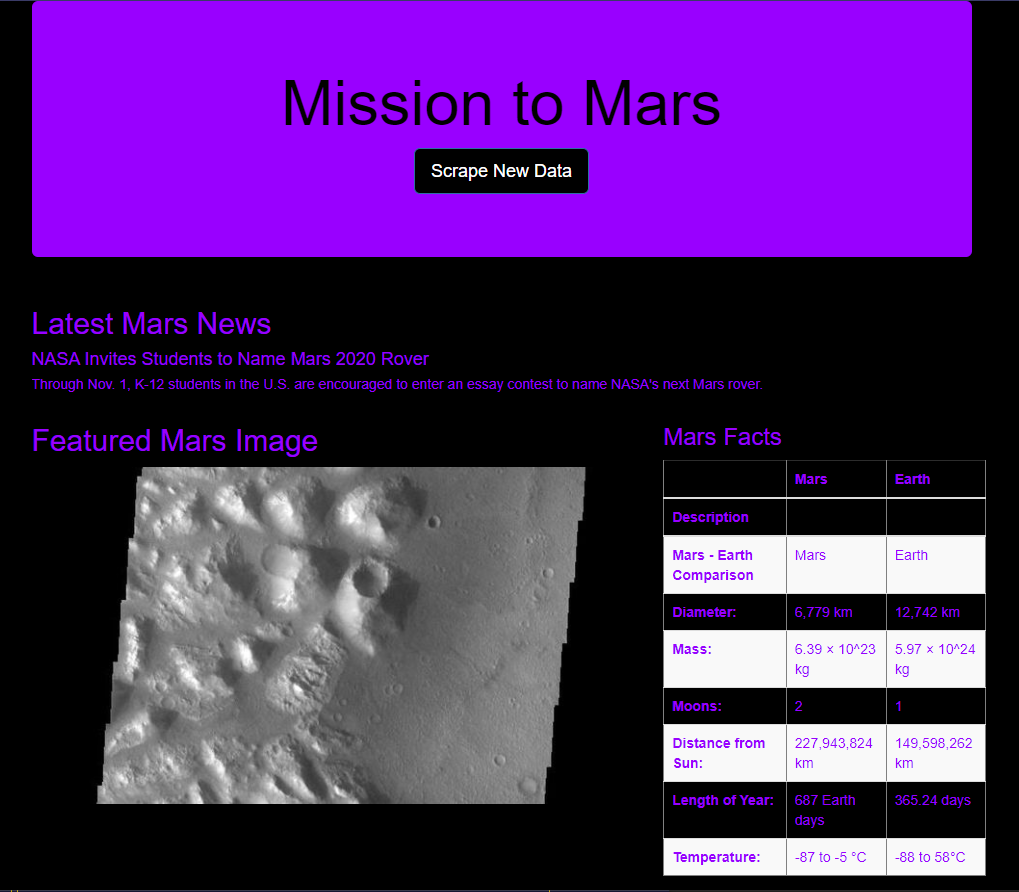 Mission to Mars
Scrape New Data
Latest Mars News
NASA Invites Students to Name Mars 2020 Rover
Through Nov. 1, K-12 students in the U.S. are encouraged to enter an essay contest to name NASA's next Mars rover.
Featured Mars Image
Mars Facts
Mars Earth
Description
Mars - Earth Comparison Mars Earth
Diameter: 6,779 km 12,742 km
Mass: 6.39 × 10^23 kg 5.97 × 10^24 kg
Moons: 2 1
Distance from Sun: 227,943,824 km 149,598,262 km
Length of Year: 687 Earth days 365.24 days
Temperature: -87 to -5 °C -88 to 58°C